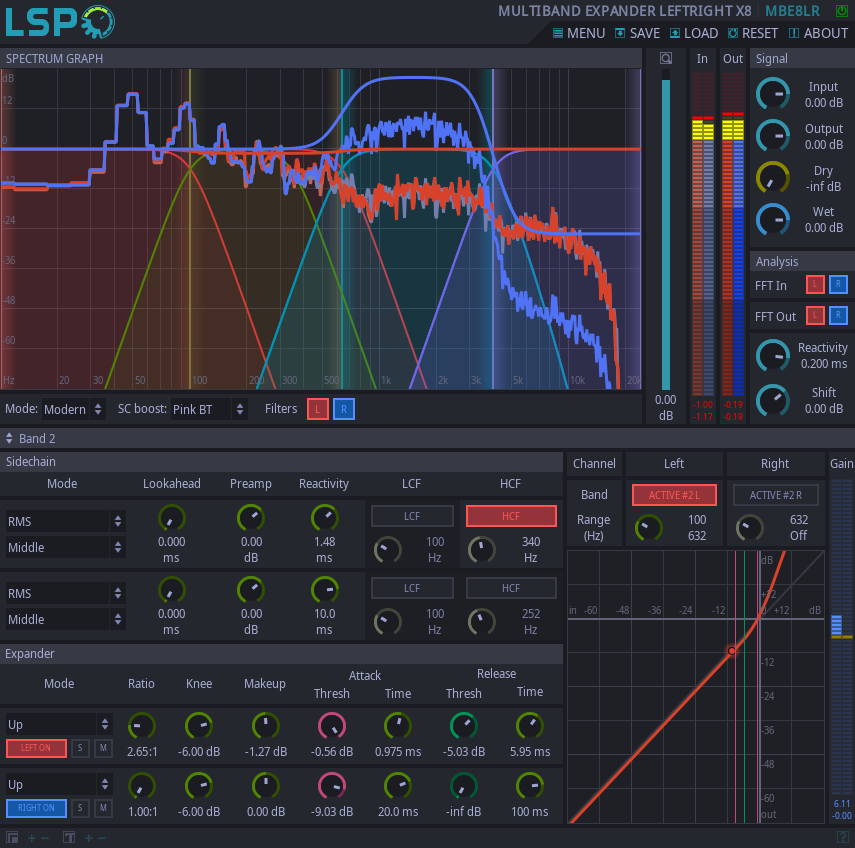 LSP
MULTIBAND EXPANDER LEFTRIGHT X8 MBE8LR
MENU SAVE LOAD RESET ABOUT
SPECTRUM GRAPH
In Out
Signal
dB
12
0
-12
-24
-36
-48
-60
Hz 20 30 50 100 200 300 500 1k 2k 3k 5k 10k 20k
0.00
dB
-1.00 -0.19
-1.17 -0.19
Input
0.00 dB
Output
0.00 dB
Dry
-inf dB
Wet
0.00 dB
Analysis
FFT In L R
FFT Out L R
Reactivity
0.200 ms
Shift
0.00 dB
Mode: Modern SC boost: Pink BT Filters L R
Band 2
Sidechain
Mode Lookahead Preamp Reactivity LCF HCF
RMS
Middle
0.000
ms
0.00
dB
1.48
ms
LCF
100
Hz
HCF
340
Hz
RMS
Middle
0.000
ms
0.00
dB
10.0
ms
LCF
100
Hz
HCF
252
Hz
Expander
Mode Ratio Knee Makeup
Attack
Thresh Time
Release
Thresh Time
Up
LEFT ON S M
2.65:1 -6.00 dB -1.27 dB -0.56 dB 0.975 ms -5.03 dB 5.95 ms
Up
RIGHT ON S M
1.00:1 -6.00 dB 0.00 dB -9.03 dB 20.0 ms -inf dB 100 ms
Channel Left Right Gain
Band ACTIVE #2 L ACTIVE #2 R
Range
(Hz)
100
632
632
Off
dB
+12
in -60 -48 -36 -24 -12 0 +12 dB
-12
-24
-36
-48
-60
out
6.11
-0.00